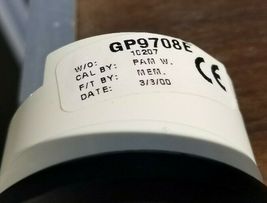 GP9708E
W/O: 10207
CAL BY: PAM W.
F/T BY: MEM.
DATE: 3/3/00
CE